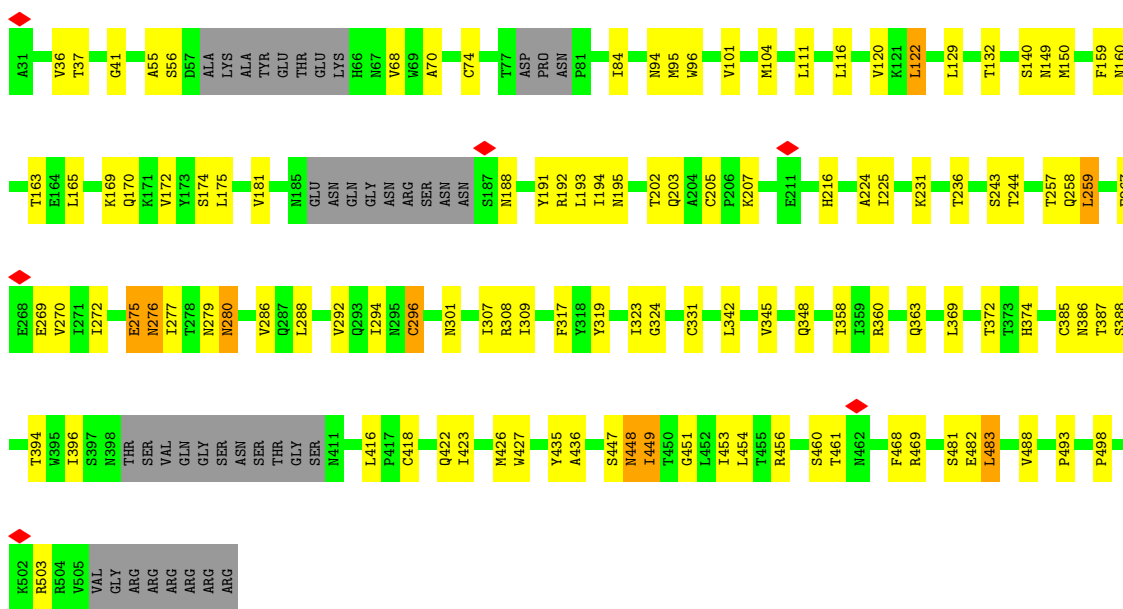 A31 V36 T37 G41 A55 S56 D57 ALA LYS ALA TYR GLU THR GLU LYS H66 N67 V68 W69 A70 C74 T77 ASP PRO ASN P81 I84 N94 M95 W96 V101 M104 L111 L116 V120 K121 L122 L129 T132 S140 N149 M150 F159 N160
T163 E164 L165 K169 Q170 K171 V172 Y173 S174 L175 V181 N185 GLU ASN GLN GLY ASN ARG SER ASN ASN S187 N188 Y191 R192 L193 I194 N195 T202 Q203 A204 C205 P206 K207 E211 H216 A224 I225 K231 T236 S243 T244 T257 Q258 L259
E268 E269 V270 I271 I272 E275 N276 I277 T278 N279 N280 V286 Q287 L288 V292 Q293 I294 N295 C296 N301 I307 R308 I309 F317 Y318 Y319 I323 G324 C331 L342 V345 Q348 I358 I359 R360 Q363 L369 T372 T373 H374 C385 N386 T387 S388
T394 W395 I396 S397 N398 THR SER VAL GLN GLY SER ASN SER THR GLY SER N411 L416 P417 C418 Q422 I423 M426 W427 Y435 A436 S447 N448 I449 T450 G451 L452 I453 L454 T455 R456 S460 T461 N462 F468 R469 S481 E482 L483 V488 P493 P498
K502 R503 R504 V505 VAL GLY ARG ARG ARG ARG ARG ARG